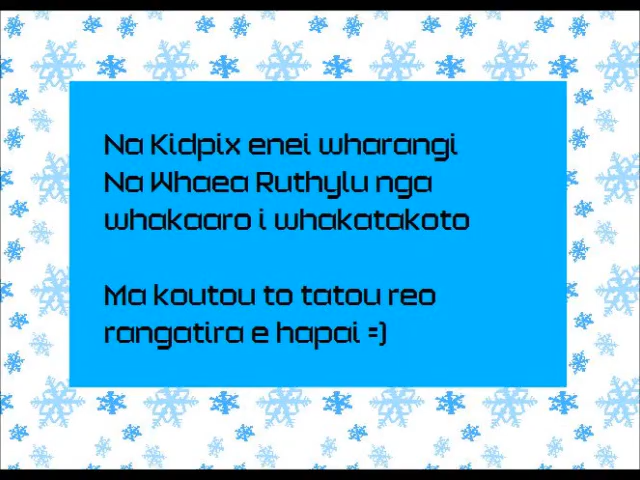 Na Kidpix enei wharangi
Na Whaea Ruthylu nga
whakaaro i whakatakoto
Ma koutou to tatou reo
rangatira e hapai =)